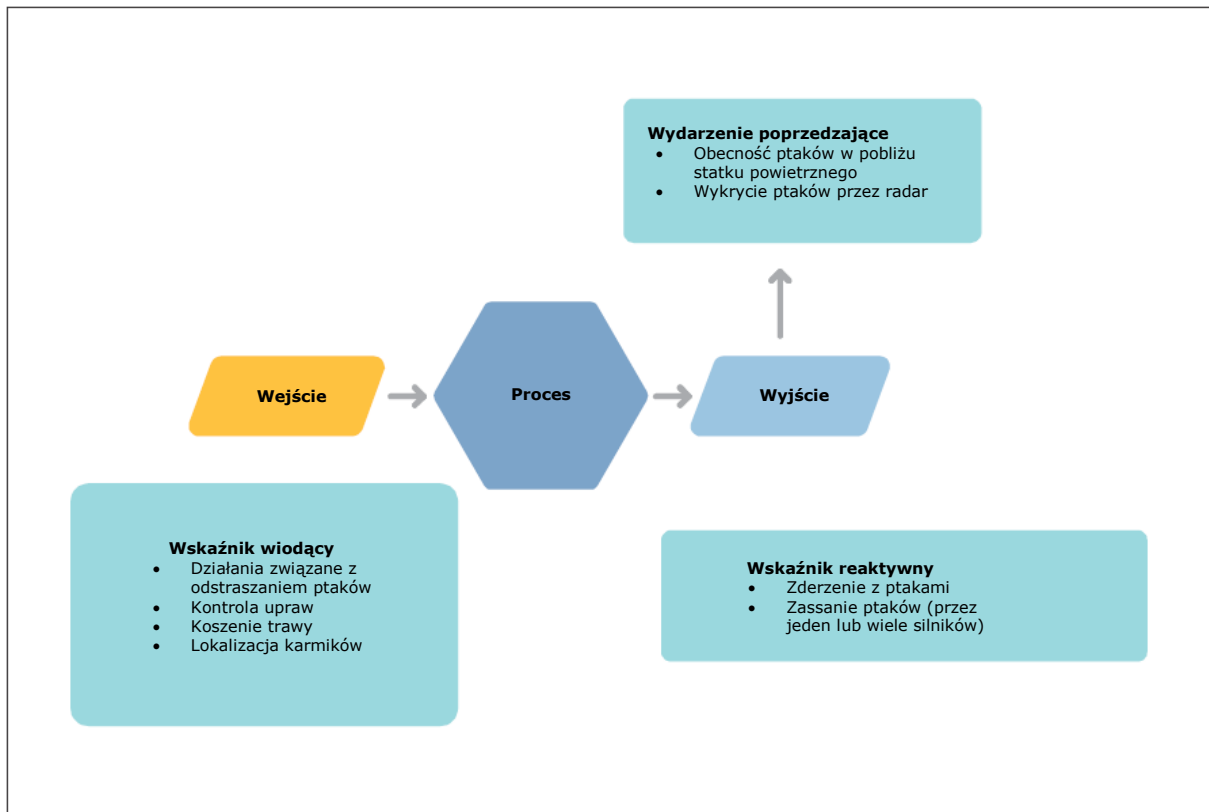 Wydarzenie poprzedzające
• Obecność ptaków w pobliżu
statku powietrznego
• Wykrycie ptaków przez radar
Wejście
Proces
Wyjście
Wskaźnik wiodący
• Działania związane z
odstraszaniem ptaków
• Kontrola upraw
• Koszenie trawy
• Lokalizacja karmików
Wskaźnik reaktywny
• Zderzenie z ptakami
• Zassanie ptaków (przez
jeden lub wiele silników)